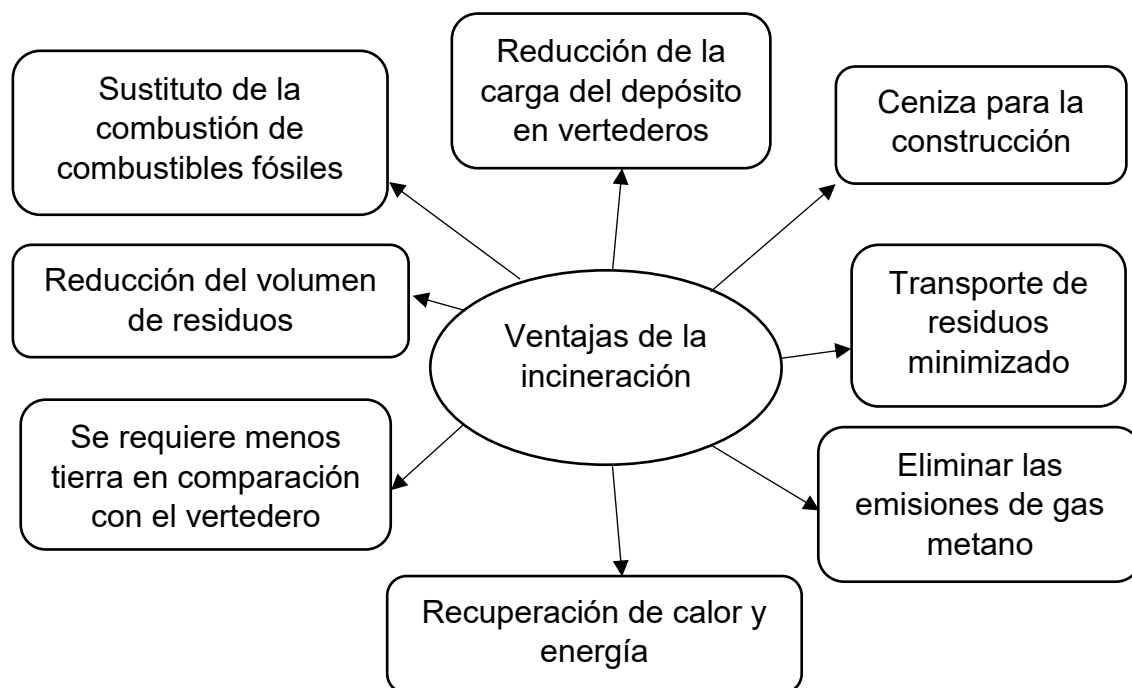 Reducción de la
carga del depósito
en vertederos
Sustituto de la
combustión de
combustibles fósiles
Ceniza para la
construcción
Reducción del volumen
de residuos
Transporte de
residuos
minimizado
Ventajas de la
incineración
Se requiere menos
tierra en comparación
con el vertedero
Eliminar las
emisiones de gas
metano
Recuperación de calor y
energía